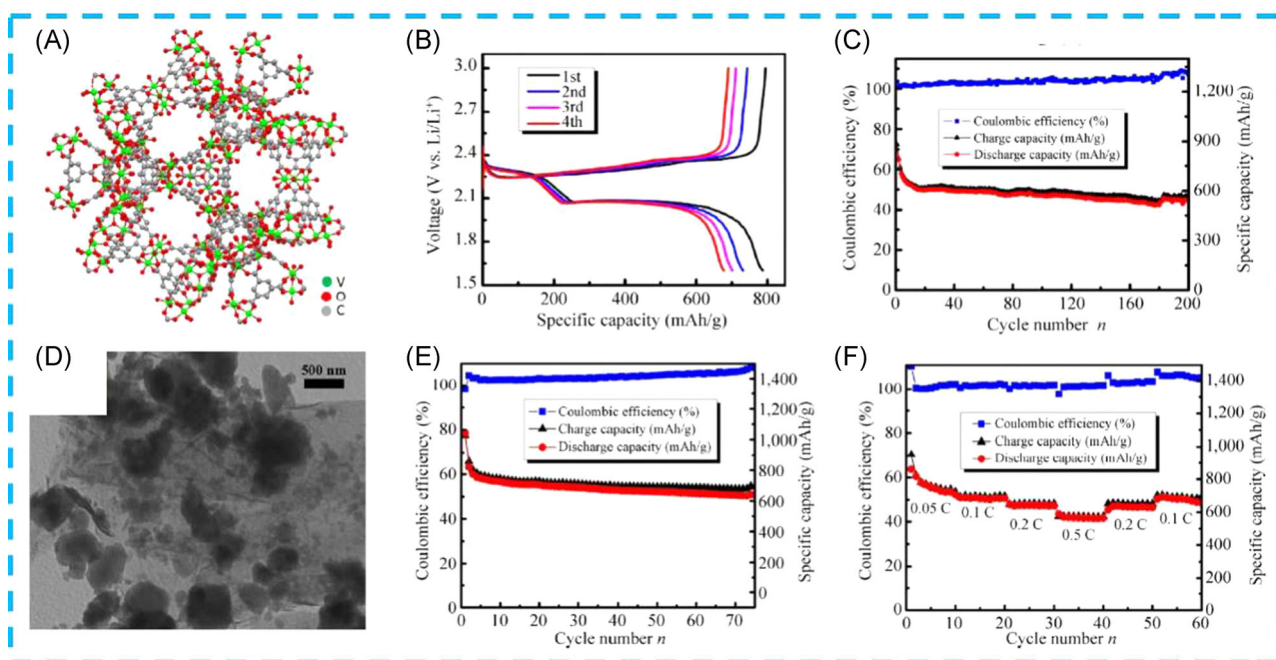 (A)
V
O
C
(B)
3.0
2.7
2.4
2.1
1.8
1.5
Voltage (V vs. Li/Li⁺)
1st
2nd
3rd
4th
0 200 400 600 800
Specific capacity (mAh/g)
(C)
100
80
60
40
20
0
Coulombic efficiency (%)
Coulombic efficiency (%)
Charge capacity (mAh/g)
Discharge capacity (mAh/g)
1,200
900
600
300
0
Specific capacity (mAh/g)
0 40 80 120 160 200
Cycle number n
(D)
500 nm
(E)
100
80
60
40
20
0
Coulombic efficiency (%)
Coulombic efficiency (%)
Charge capacity (mAh/g)
Discharge capacity (mAh/g)
1,400
1,200
1,000
800
600
400
200
0
Specific capacity (mAh/g)
0 10 20 30 40 50 60 70
Cycle number n
(F)
100
80
60
40
20
0
Coulombic efficiency (%)
Coulombic efficiency (%)
Charge capacity (mAh/g)
Discharge capacity (mAh/g)
0.05 C
0.1 C
0.2 C
0.5 C
0.2 C
0.1 C
1,400
1,200
1,000
800
600
400
200
0
Specific capacity (mAh/g)
0 10 20 30 40 50 60
Cycle number n